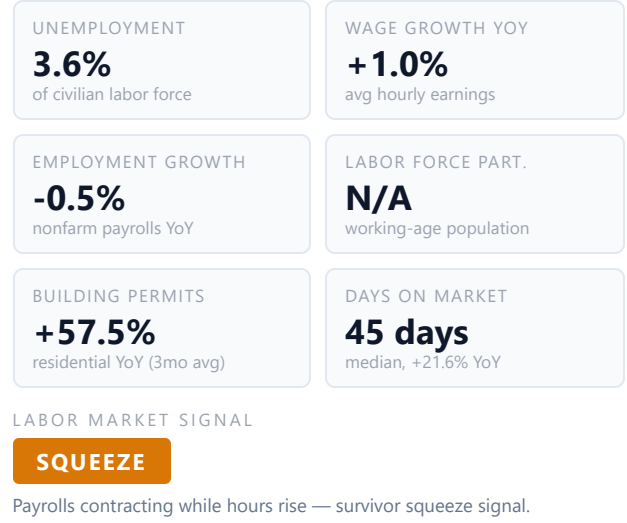 UNEMPLOYMENT
3.6%
of civilian labor force
WAGE GROWTH YOY
+1.0%
avg hourly earnings
EMPLOYMENT GROWTH
-0.5%
nonfarm payrolls YoY
LABOR FORCE PART.
N/A
working-age population
BUILDING PERMITS
+57.5%
residential YoY (3mo avg)
DAYS ON MARKET
45 days
median, +21.6% YoY
LABOR MARKET SIGNAL
SQUEEZE
Payrolls contracting while hours rise — survivor squeeze signal.